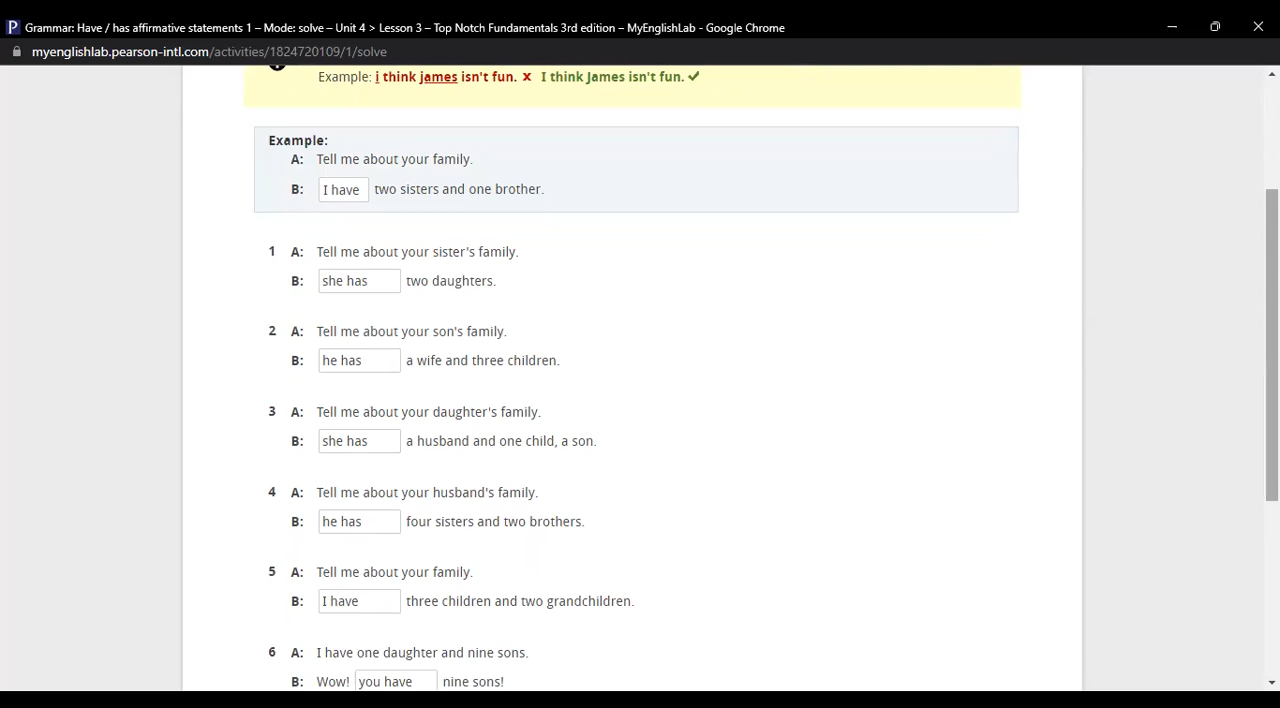 Grammar: Have / has affirmative statements 1 – Mode: solve – Unit 4 > Lesson 3 – Top Notch Fundamentals 3rd edition – MyEnglishLab - Google Chrome
myenglishlab.pearson-intl.com/activities/1824720109/1/solve
Example: i think james isn't fun. ✗ I think James isn't fun. ✓
Example:
A: Tell me about your family.
B: I have two sisters and one brother.
1 A: Tell me about your sister's family.
B: she has two daughters.
2 A: Tell me about your son's family.
B: he has a wife and three children.
3 A: Tell me about your daughter's family.
B: she has a husband and one child, a son.
4 A: Tell me about your husband's family.
B: he has four sisters and two brothers.
5 A: Tell me about your family.
B: I have three children and two grandchildren.
6 A: I have one daughter and nine sons.
B: Wow! you have nine sons!